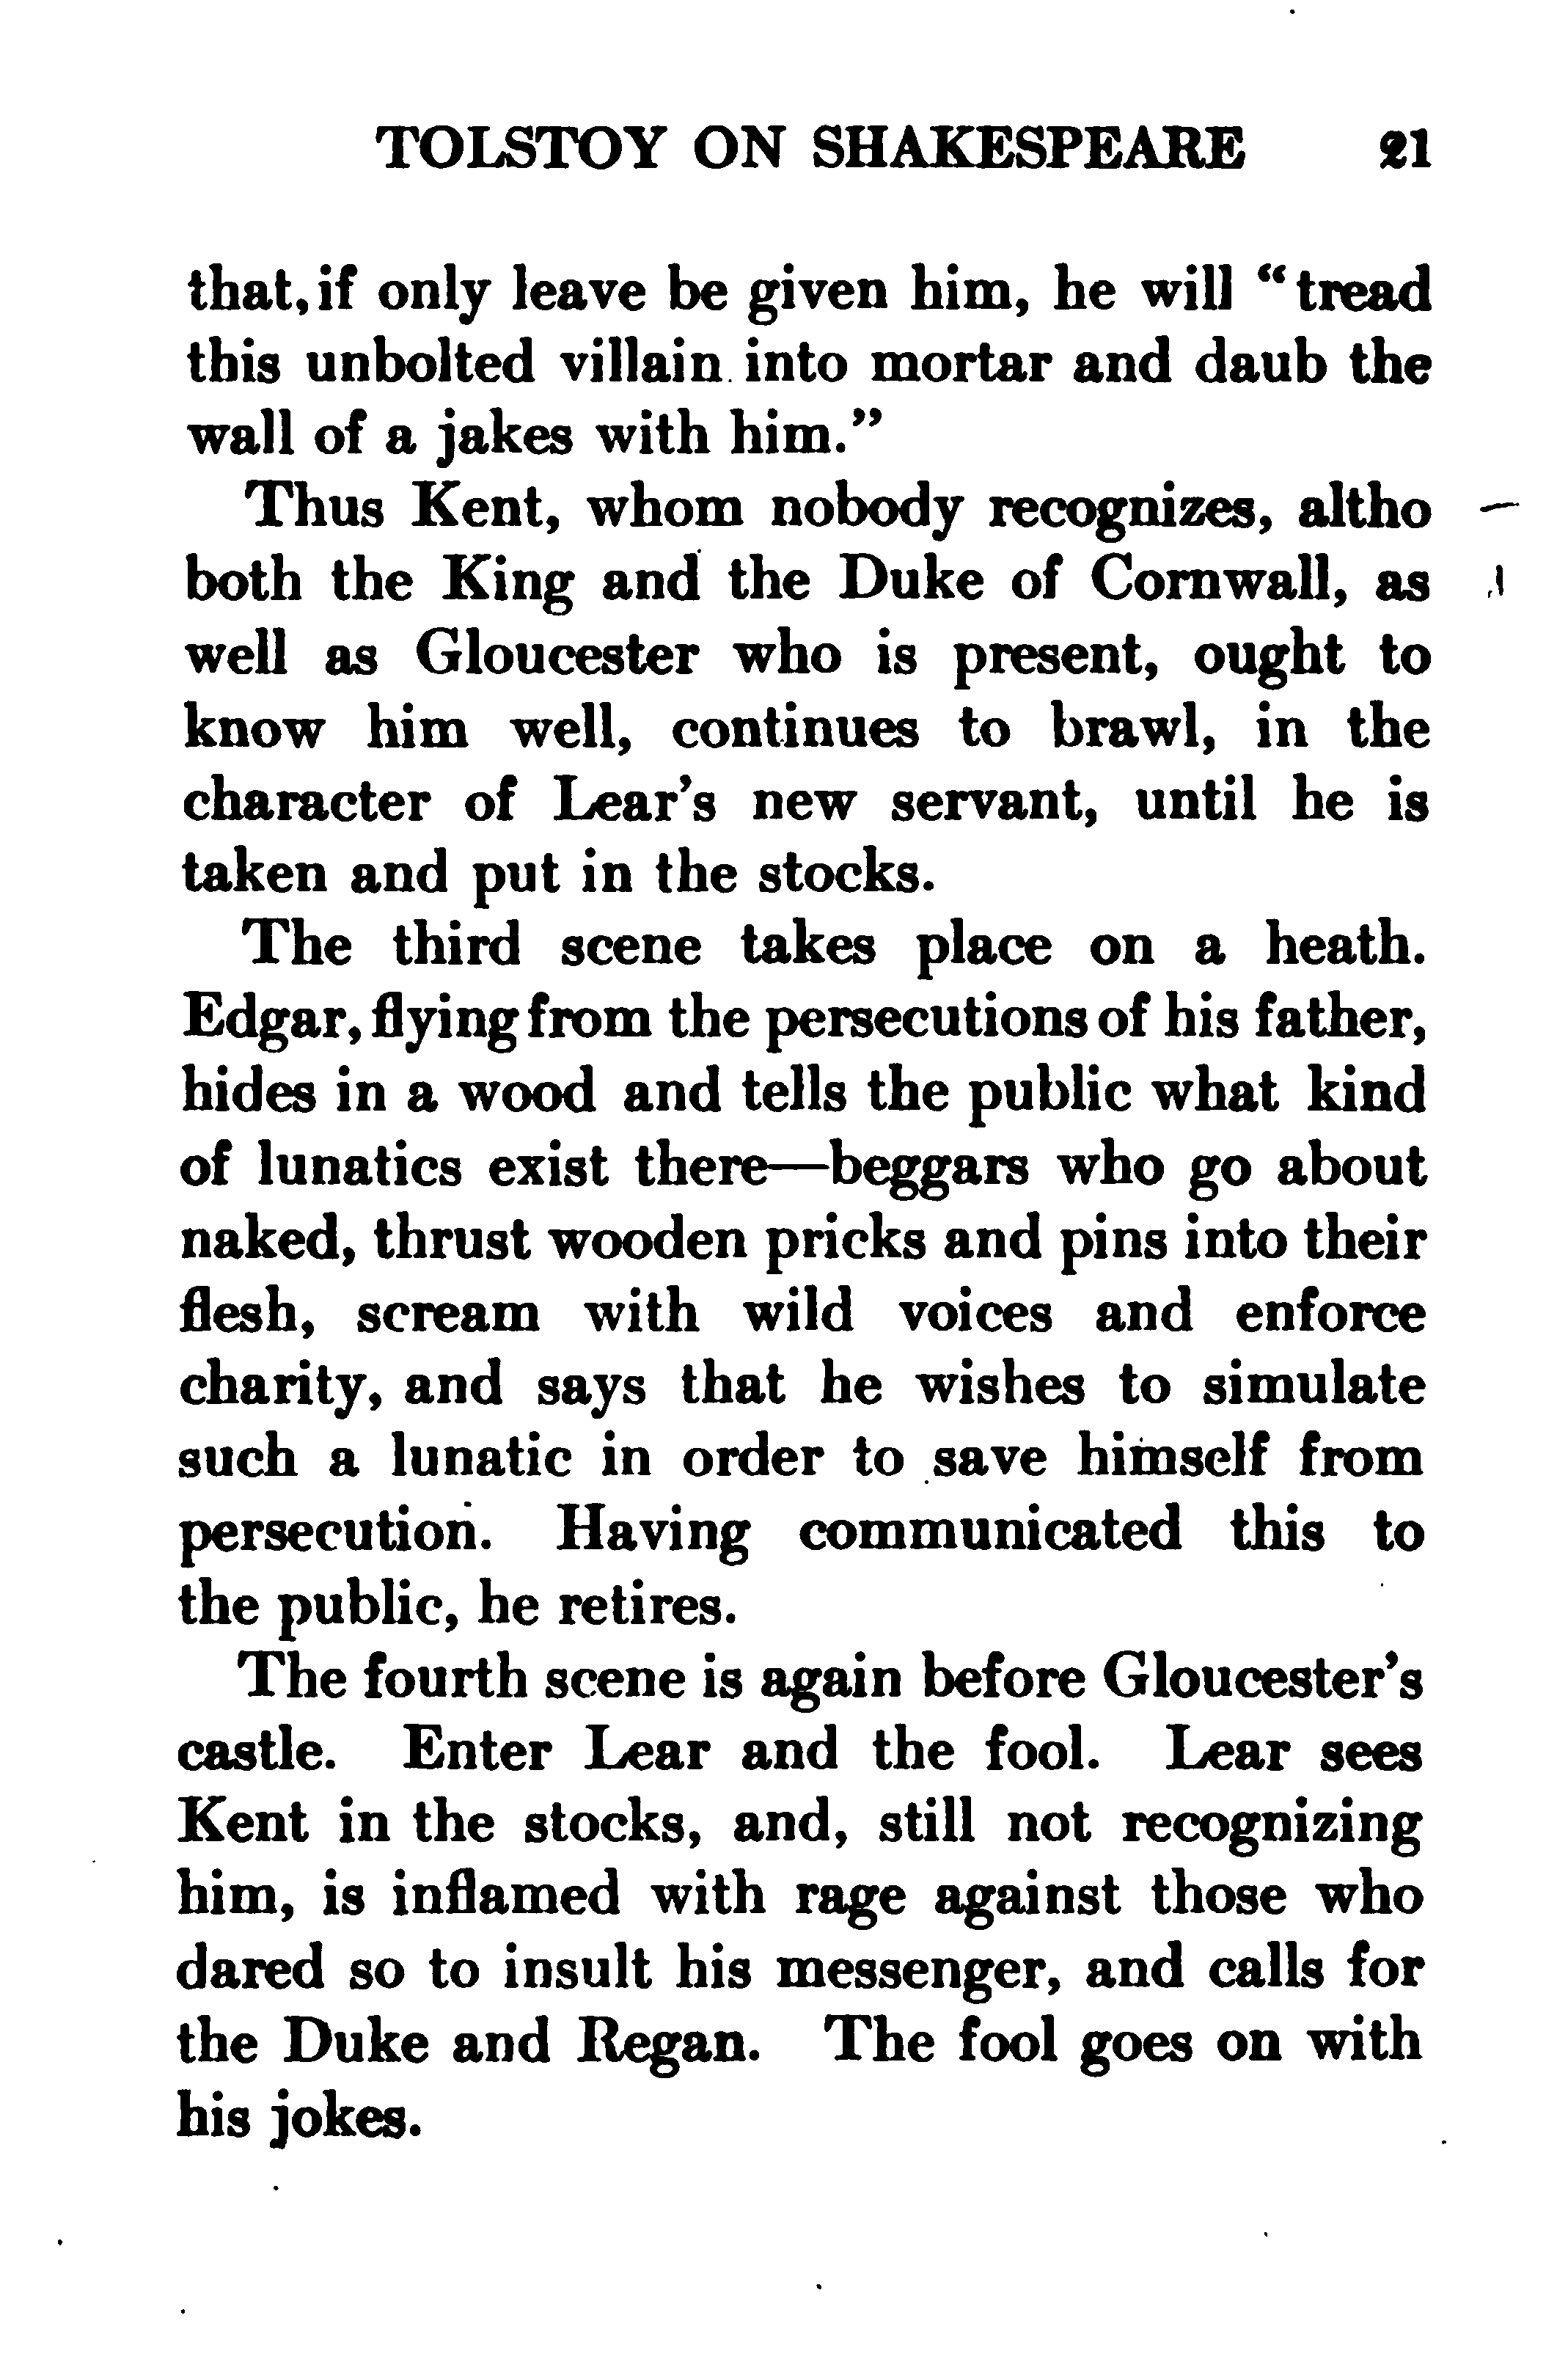 TOLSTOY ON SHAKESPEARE 21
that, if only leave be given him, he will "tread
this unbolted villain into mortar and daub the
wall of a jakes with him."
Thus Kent, whom nobody recognizes, altho
both the King and the Duke of Cornwall, as
well as Gloucester who is present, ought to
know him well, continues to brawl, in the
character of Lear's new servant, until he is
taken and put in the stocks.
The third scene takes place on a heath.
Edgar, flying from the persecutions of his father,
hides in a wood and tells the public what kind
of lunatics exist there—beggars who go about
naked, thrust wooden pricks and pins into their
flesh, scream with wild voices and enforce
charity, and says that he wishes to simulate
such a lunatic in order to save himself from
persecution. Having communicated this to
the public, he retires.
The fourth scene is again before Gloucester's
castle. Enter Lear and the fool. Lear sees
Kent in the stocks, and, still not recognizing
him, is inflamed with rage against those who
dared so to insult his messenger, and calls for
the Duke and Regan. The fool goes on with
his jokes.